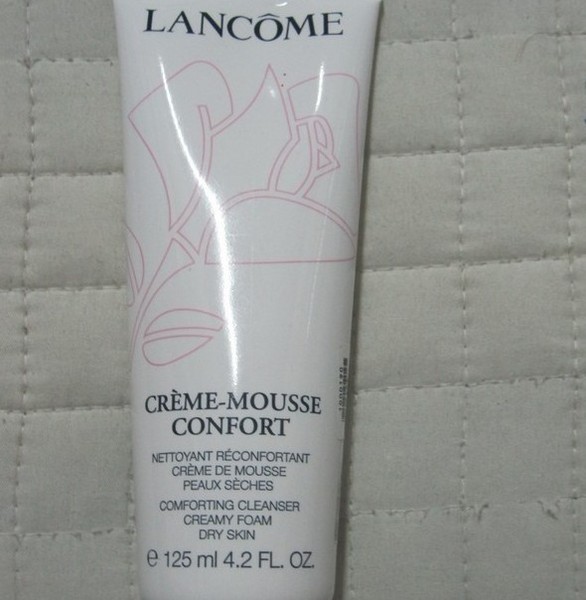 LANCÔME
CRÈME-MOUSSE
CONFORT
NETTOYANT RÉCONFORTANT
CRÈME DE MOUSSE
PEAUX SÈCHES
COMFORTING CLEANSER
CREAMY FOAM
DRY SKIN
℮ 125 ml 4.2 FL. OZ.